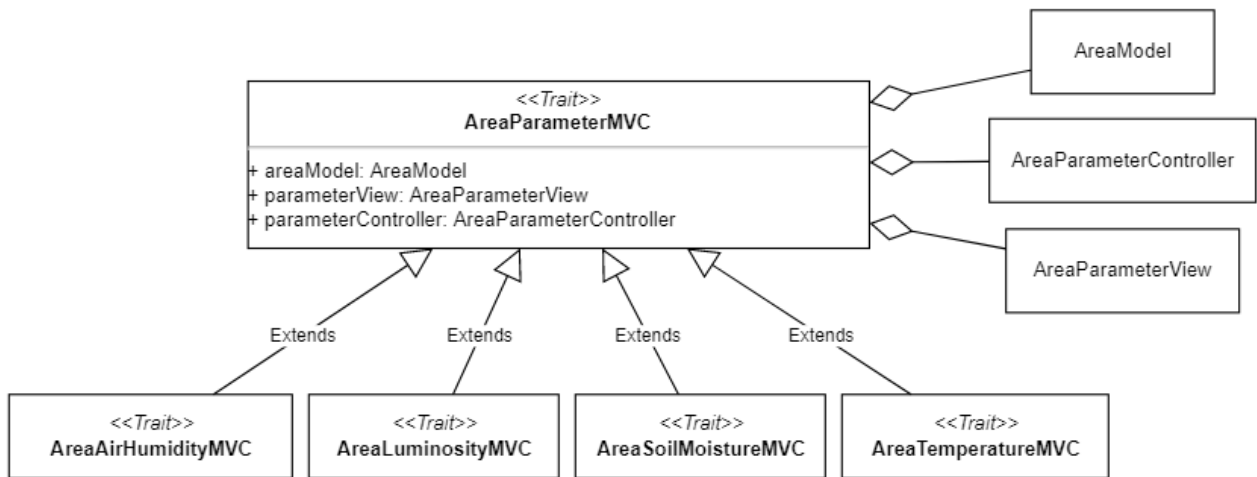 AreaModel
<<Trait>>
AreaParameterMVC
AreaParameterController
+ areaModel: AreaModel
+ parameterView: AreaParameterView
+ parameterController: AreaParameterController
AreaParameterView
Extends
Extends
Extends
Extends
<<Trait>>
AreaAirHumidityMVC
<<Trait>>
AreaLuminosityMVC
<<Trait>>
AreaSoilMoistureMVC
<<Trait>>
AreaTemperatureMVC